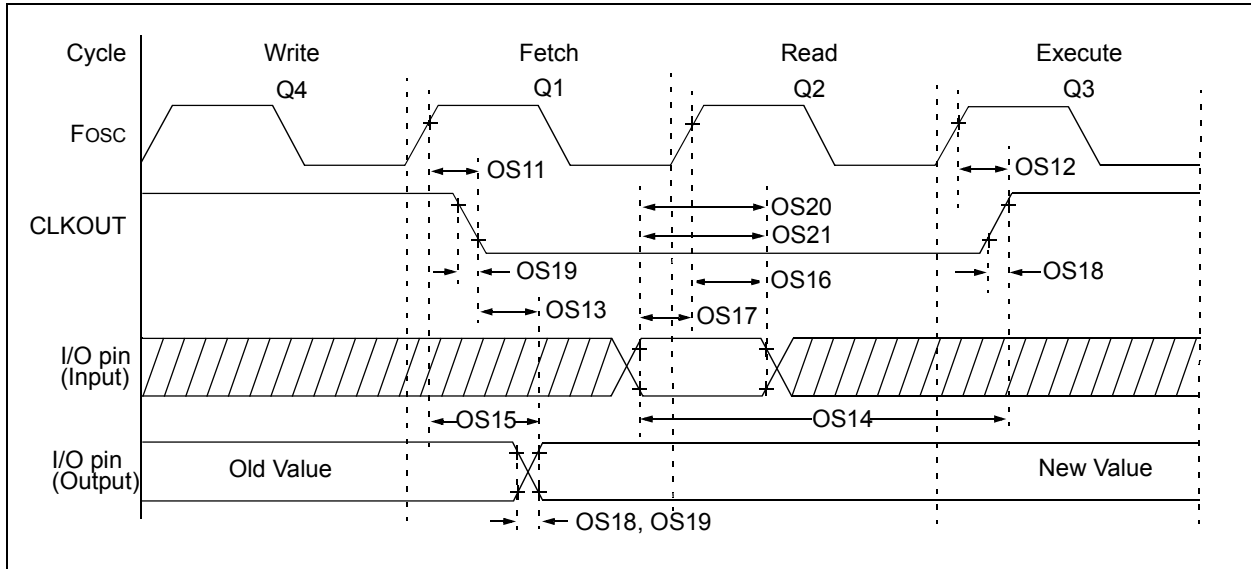 Cycle Write Fetch Read Execute
Q4 Q1 Q2 Q3
Fosc
OS11 OS12
OS20
CLKOUT
OS21
OS19 OS16 OS18
OS13 OS17
I/O pin
(Input)
OS15 OS14
I/O pin
(Output)
Old Value New Value
OS18, OS19